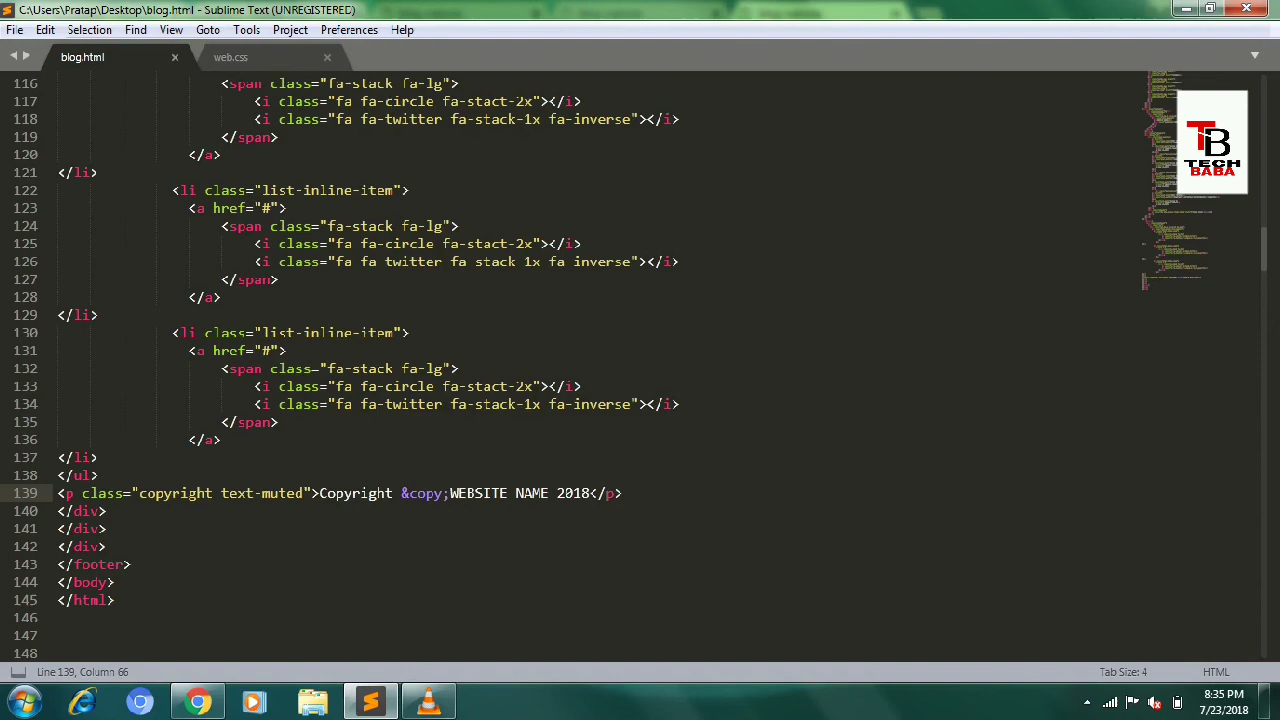 C:\Users\Pratap\Desktop\blog.html - Sublime Text (UNREGISTERED)
File Edit Selection Find View Goto Tools Project Preferences Help
blog.html web.css
116 <span class="fa-stack fa-lg">
117 <i class="fa fa-circle fa-stact-2x"></i>
118 <i class="fa fa-twitter fa-stack-1x fa-inverse"></i>
119 </span>
120 </a>
121 </li>
122 <li class="list-inline-item">
123 <a href="#">
124 <span class="fa-stack fa-lg">
125 <i class="fa fa-circle fa-stact-2x"></i>
126 <i class="fa fa-twitter fa-stack-1x fa-inverse"></i>
127 </span>
128 </a>
129 </li>
130 <li class="list-inline-item">
131 <a href="#">
132 <span class="fa-stack fa-lg">
133 <i class="fa fa-circle fa-stact-2x"></i>
134 <i class="fa fa-twitter fa-stack-1x fa-inverse"></i>
135 </span>
136 </a>
137 </li>
138 </ul>
139 <p class="copyright text-muted">Copyright &copy;WEBSITE NAME 2018</p>
140 </div>
141 </div>
142 </div>
143 </footer>
144 </body>
145 </html>
146
147
148
TB
TECH
BABA
Line 139, Column 66 Tab Size: 4 HTML
8:35 PM
7/23/2018